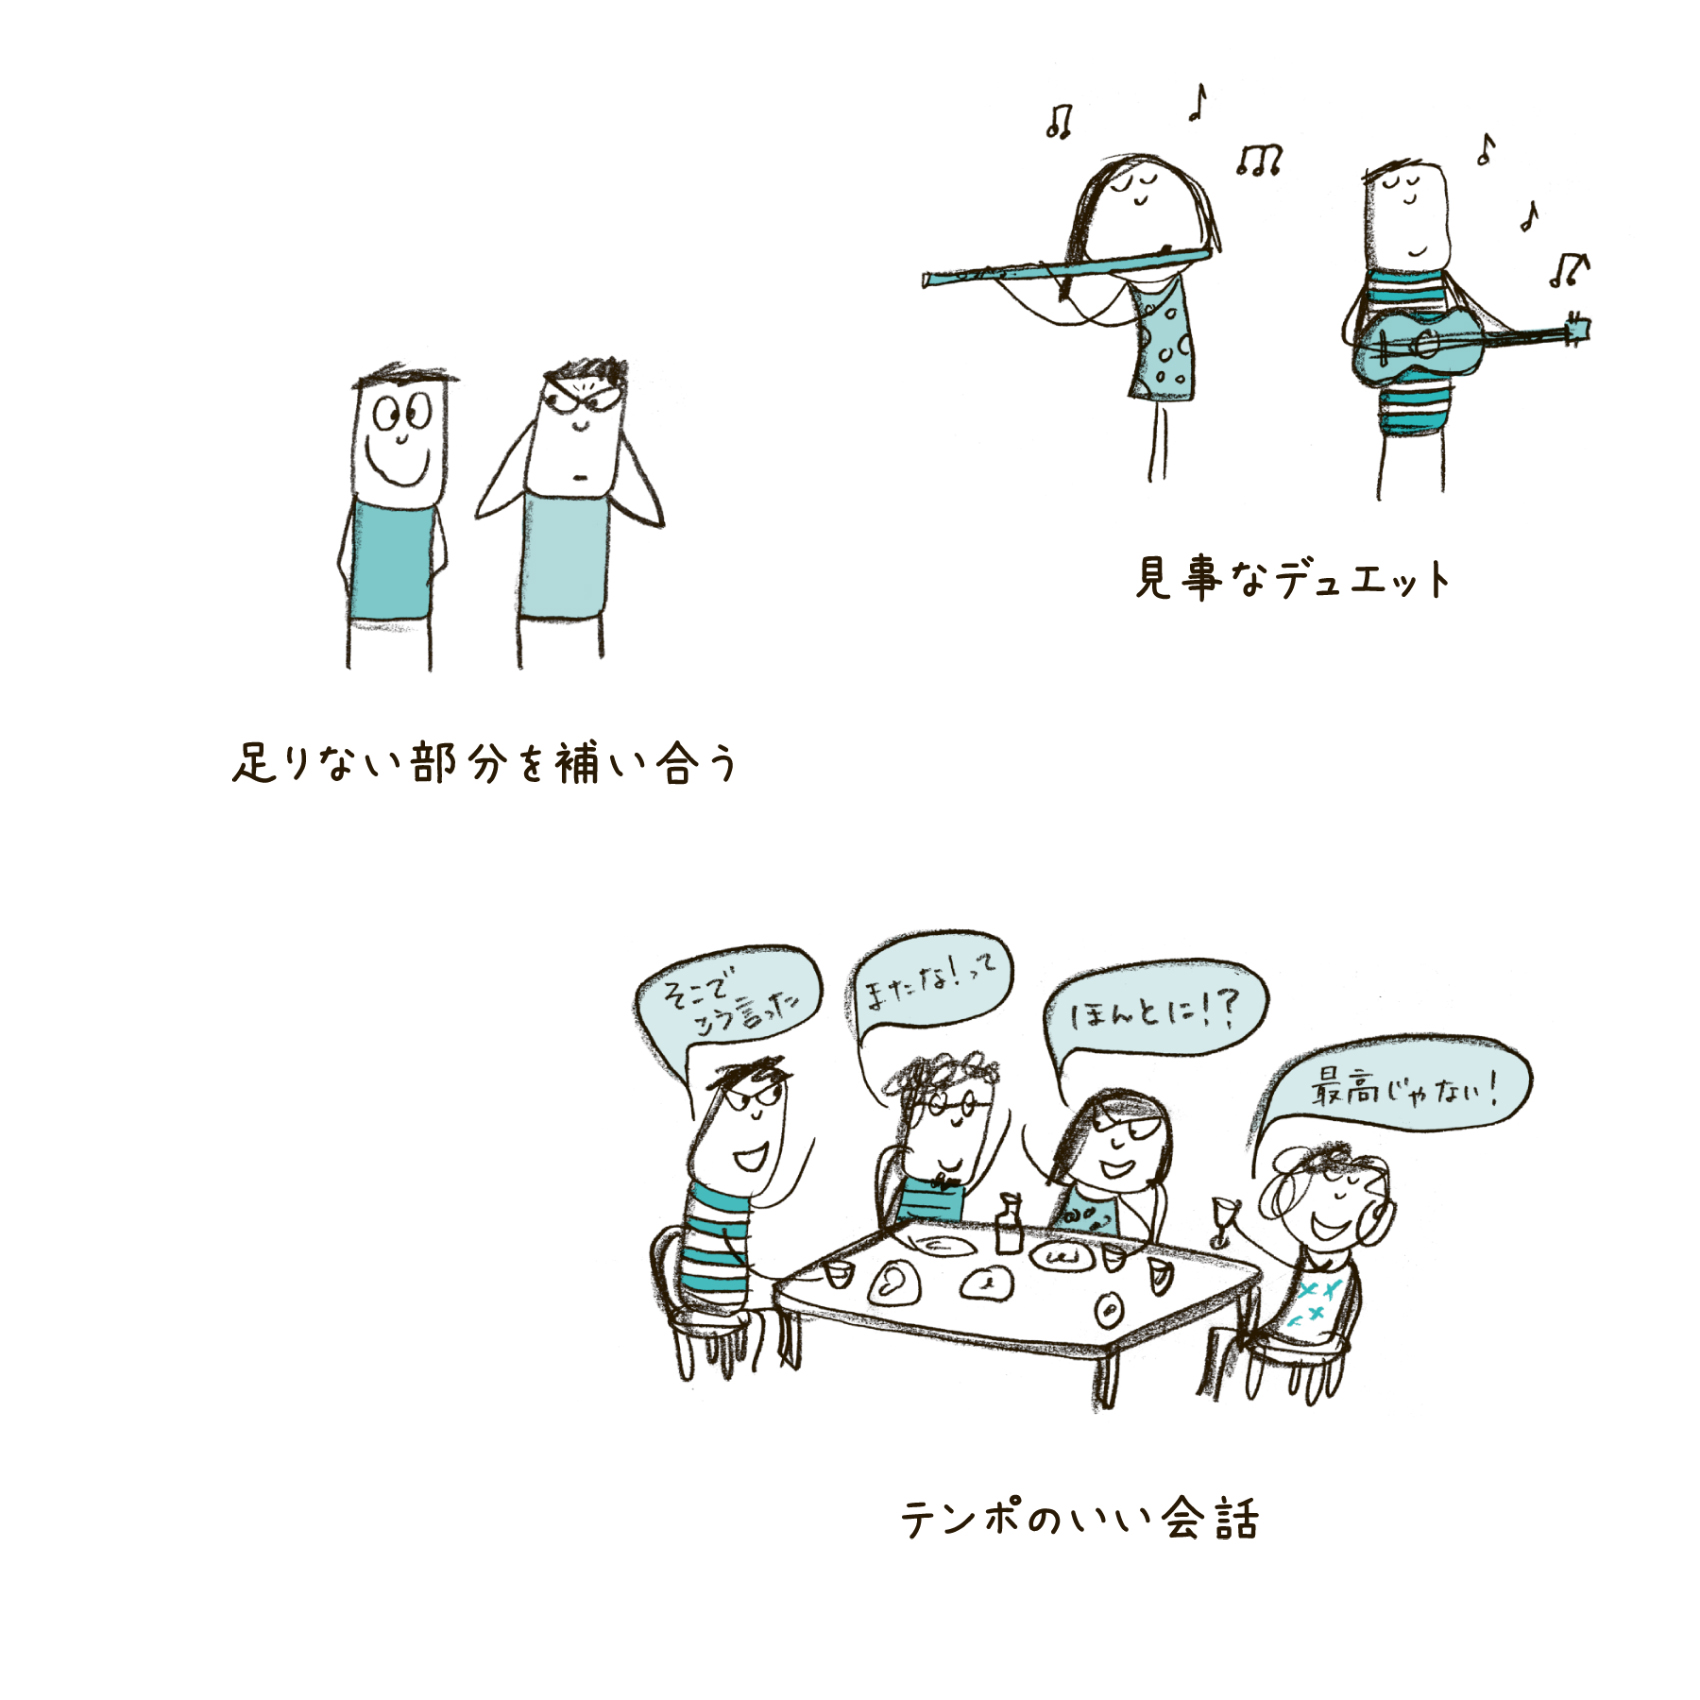 見事なデュエット
足りない部分を補い合う
そこで
こう言った
またな！って
ほんとに！？
最高じゃない！
テンポのいい会話